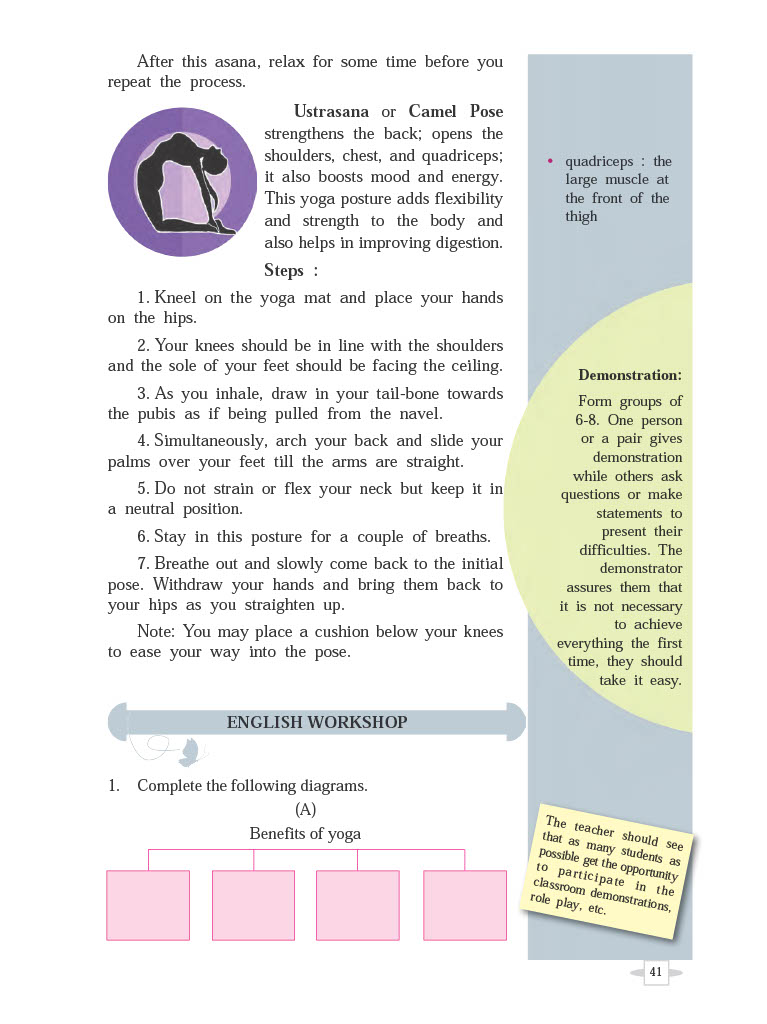 After this asana, relax for some time before you
repeat the process.
Ustrasana or Camel Pose
strengthens the back; opens the
shoulders, chest, and quadriceps;
it also boosts mood and energy.
This yoga posture adds flexibility
and strength to the body and
also helps in improving digestion.
Steps :
1. Kneel on the yoga mat and place your hands
on the hips.
2. Your knees should be in line with the shoulders
and the sole of your feet should be facing the ceiling.
3. As you inhale, draw in your tail-bone towards
the pubis as if being pulled from the navel.
4. Simultaneously, arch your back and slide your
palms over your feet till the arms are straight.
5. Do not strain or flex your neck but keep it in
a neutral position.
6. Stay in this posture for a couple of breaths.
7. Breathe out and slowly come back to the initial
pose. Withdraw your hands and bring them back to
your hips as you straighten up.
Note: You may place a cushion below your knees
to ease your way into the pose.
ENGLISH WORKSHOP
1. Complete the following diagrams.
(A)
Benefits of yoga
• quadriceps : the
large muscle at
the front of the
thigh
Demonstration:
Form groups of
6-8. One person
or a pair gives
demonstration
while others ask
questions or make
statements to
present their
difficulties. The
demonstrator
assures them that
it is not necessary
to achieve
everything the first
time, they should
take it easy.
The teacher should see
that as many students as
possible get the opportunity
to participate in the
classroom demonstrations,
role play, etc.
41